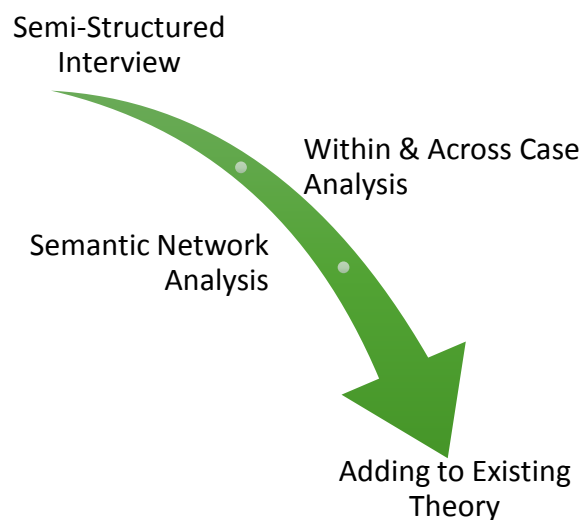 Semi-Structured
Interview
Within & Across Case
Analysis
Semantic Network
Analysis
Adding to Existing
Theory